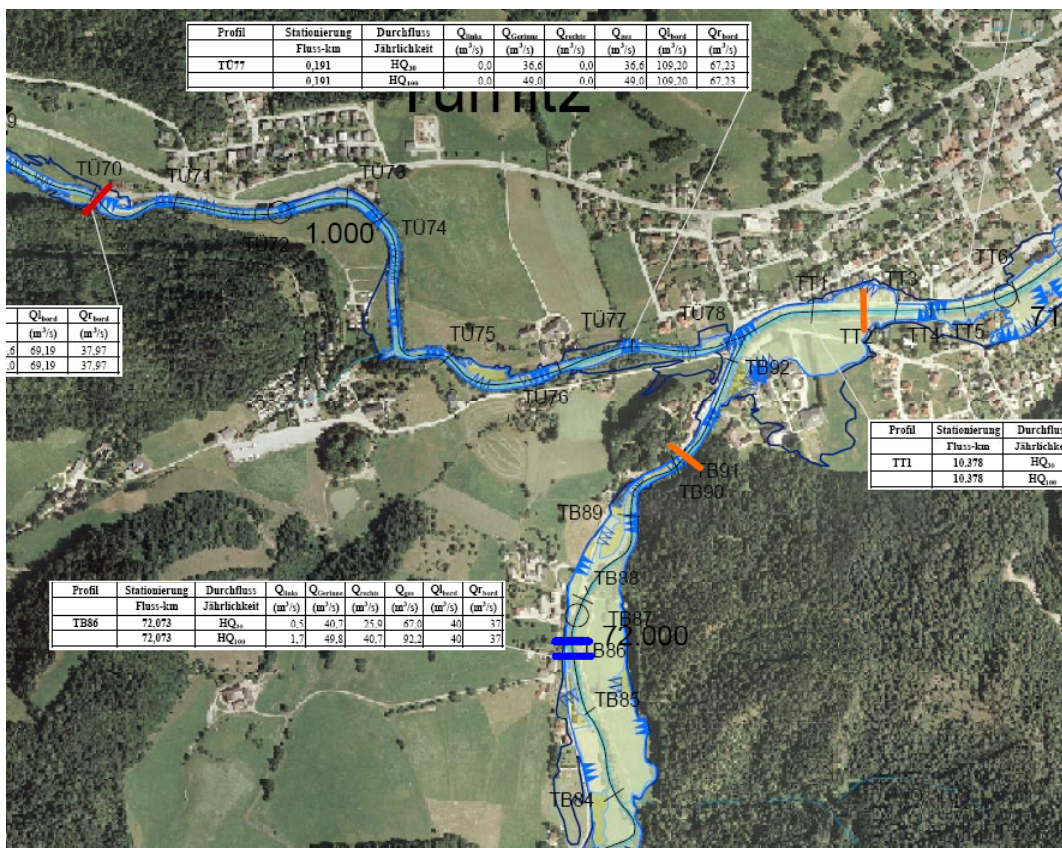 Profil Stationierung Durchfluss Qlinks QGerinne Qrechts Qges Qlbord Qrbord
Fluss-km Jährlichkeit (m³/s) (m³/s) (m³/s) (m³/s) (m³/s) (m³/s)
TÜ77 0,191 HQ30 0,0 36,6 0,0 36,6 109,20 67,23
0,191 HQ100 0,0 49,0 0,0 49,0 109,20 67,23
TÜ70
TÜ71
TÜ73
TÜ72
1.000
TÜ74
TÜ75
TÜ77
TÜ78
TÜ76
TT1
TT3
TT6
TT2
TT4
TT5
71
TB92
Qlbord Qrbord
(m³/s) (m³/s)
,6 69,19 37,97
,0 69,19 37,97
Profil Stationierung Durchflu
Fluss-km Jährlichke
TT1 10.378 HQ30
10.378 HQ100
TB91
TB90
TB89
TB88
TB87
72.000
TB86
Profil Stationierung Durchfluss Qlinks QGerinne Qrechts Qges Qlbord Qrbord
Fluss-km Jährlichkeit (m³/s) (m³/s) (m³/s) (m³/s) (m³/s) (m³/s)
TB86 72,073 HQ30 0,5 40,7 25,9 67,0 40 37
72,073 HQ100 1,7 49,8 40,7 92,2 40 37
TB85
TB84